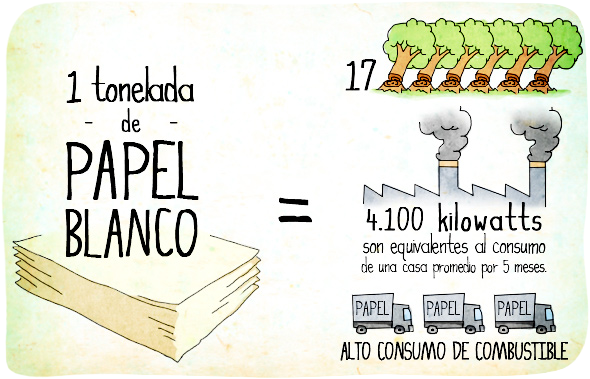 1 tonelada
- de -
PAPEL
BLANCO
=
17
4.100 kilowatts
son equivalentes al consumo
de una casa promedio por 5 meses.
PAPEL PAPEL PAPEL
ALTO CONSUMO DE COMBUSTIBLE